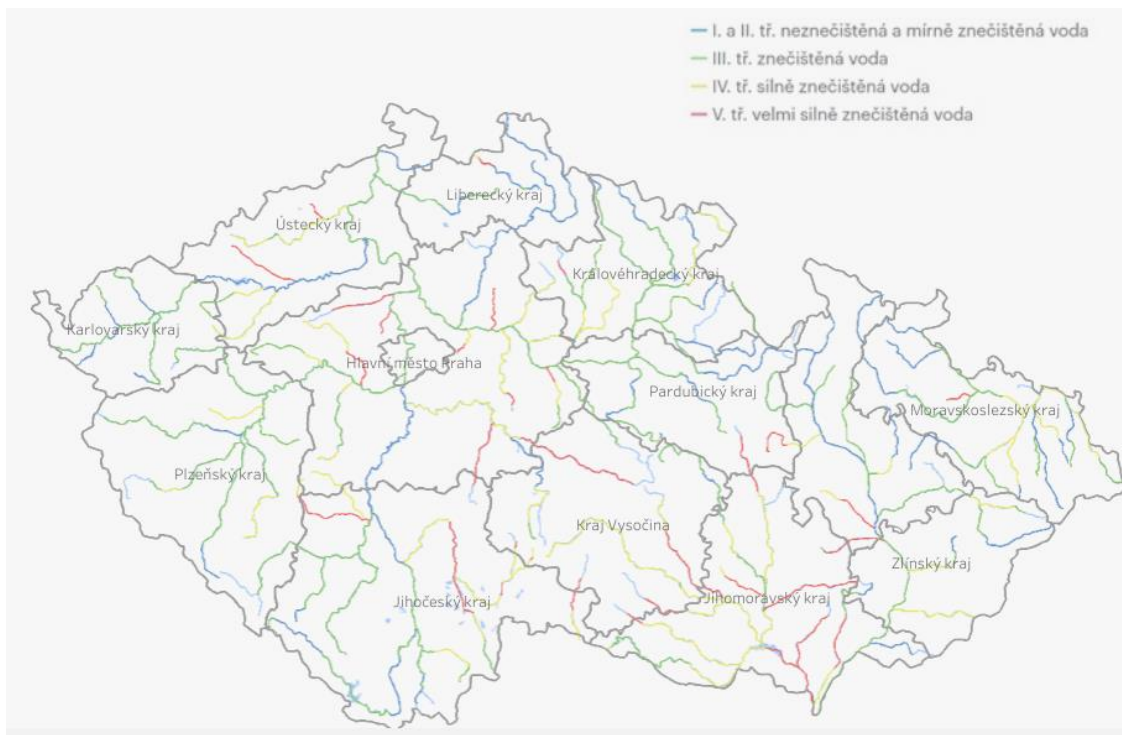 I. a II. tř. neznečištěná a mírně znečištěná voda
III. tř. znečištěná voda
IV. tř. silně znečištěná voda
V. tř. velmi silně znečištěná voda
Liberecký kraj
Ústecký kraj
Královéhradecký kraj
Karlovarský kraj
Hlavní město Praha
Pardubický kraj
Moravskoslezský kraj
Plzeňský kraj
Kraj Vysočina
Zlínský kraj
Jihočeský kraj
Jihomoravský kraj